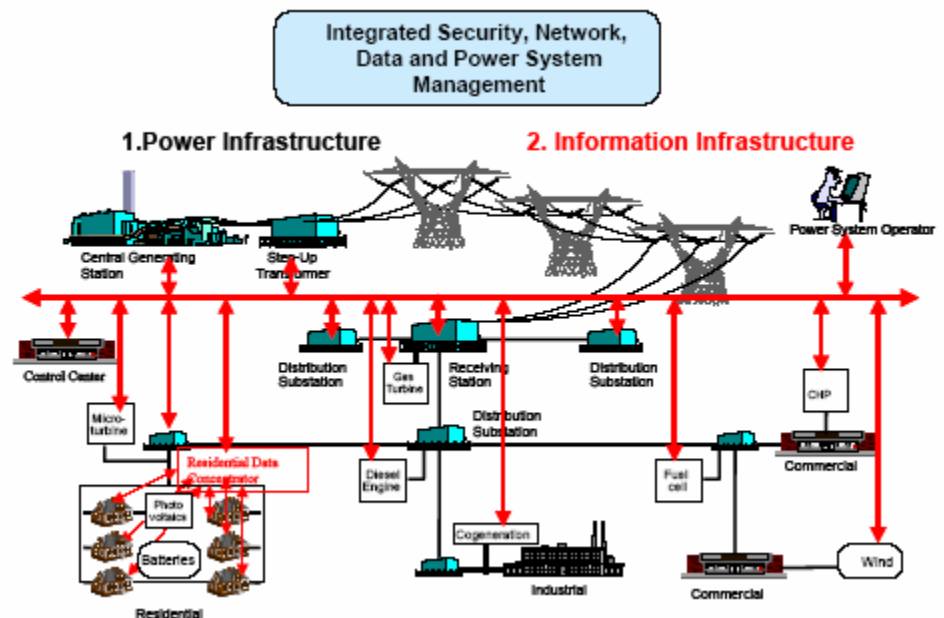 Integrated Security, Network,
Data and Power System
Management
1.Power Infrastructure
2. Information Infrastructure
Central Generating
Station
Step-Up
Transformer
Power System Operator
Control Center
Distribution
Substation
Gas
Turbine
Receiving
Station
Distribution
Substation
Micro-
turbine
Distribution
Substation
CHP
Commercial
Residential Data
Concentrator
Diesel
Engine
Fuel
cell
Photo
voltaics
Batteries
Cogeneration
Industrial
Commercial
Wind
Residential